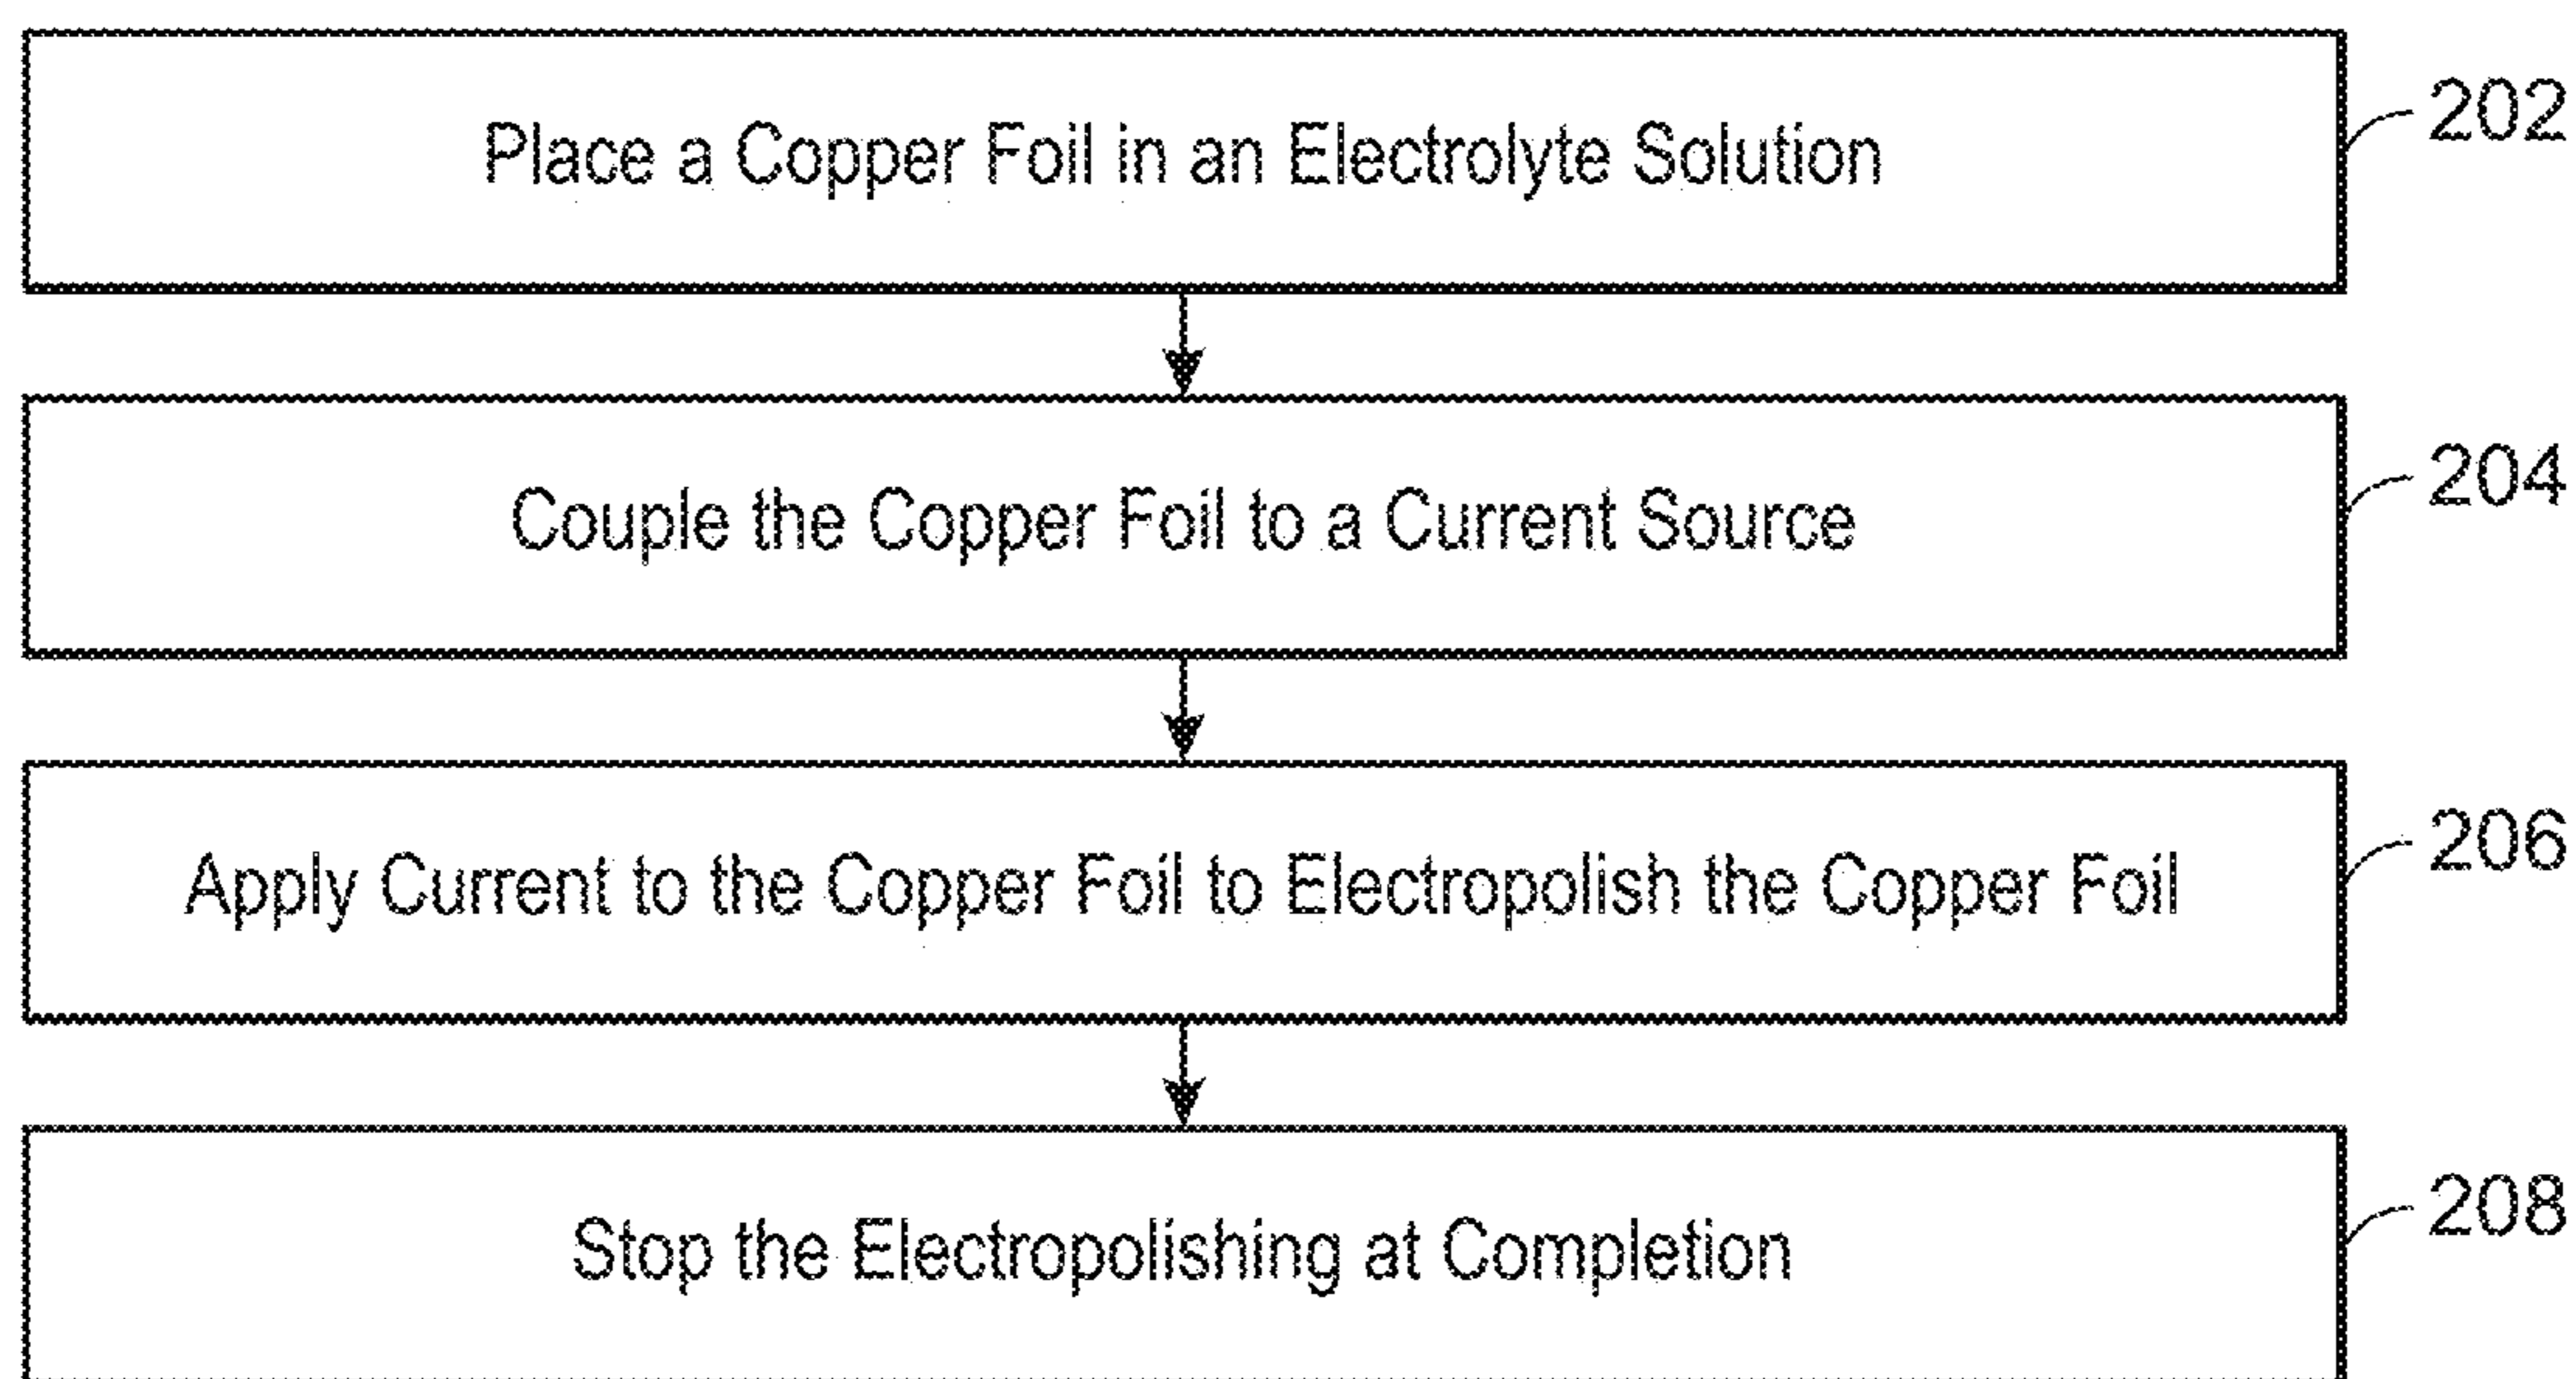 Place a Copper Foil in an Electrolyte Solution
202
Couple the Copper Foil to a Current Source
204
Apply Current to the Copper Foil to Electropolish the Copper Foil
206
Stop the Electropolishing at Completion
208